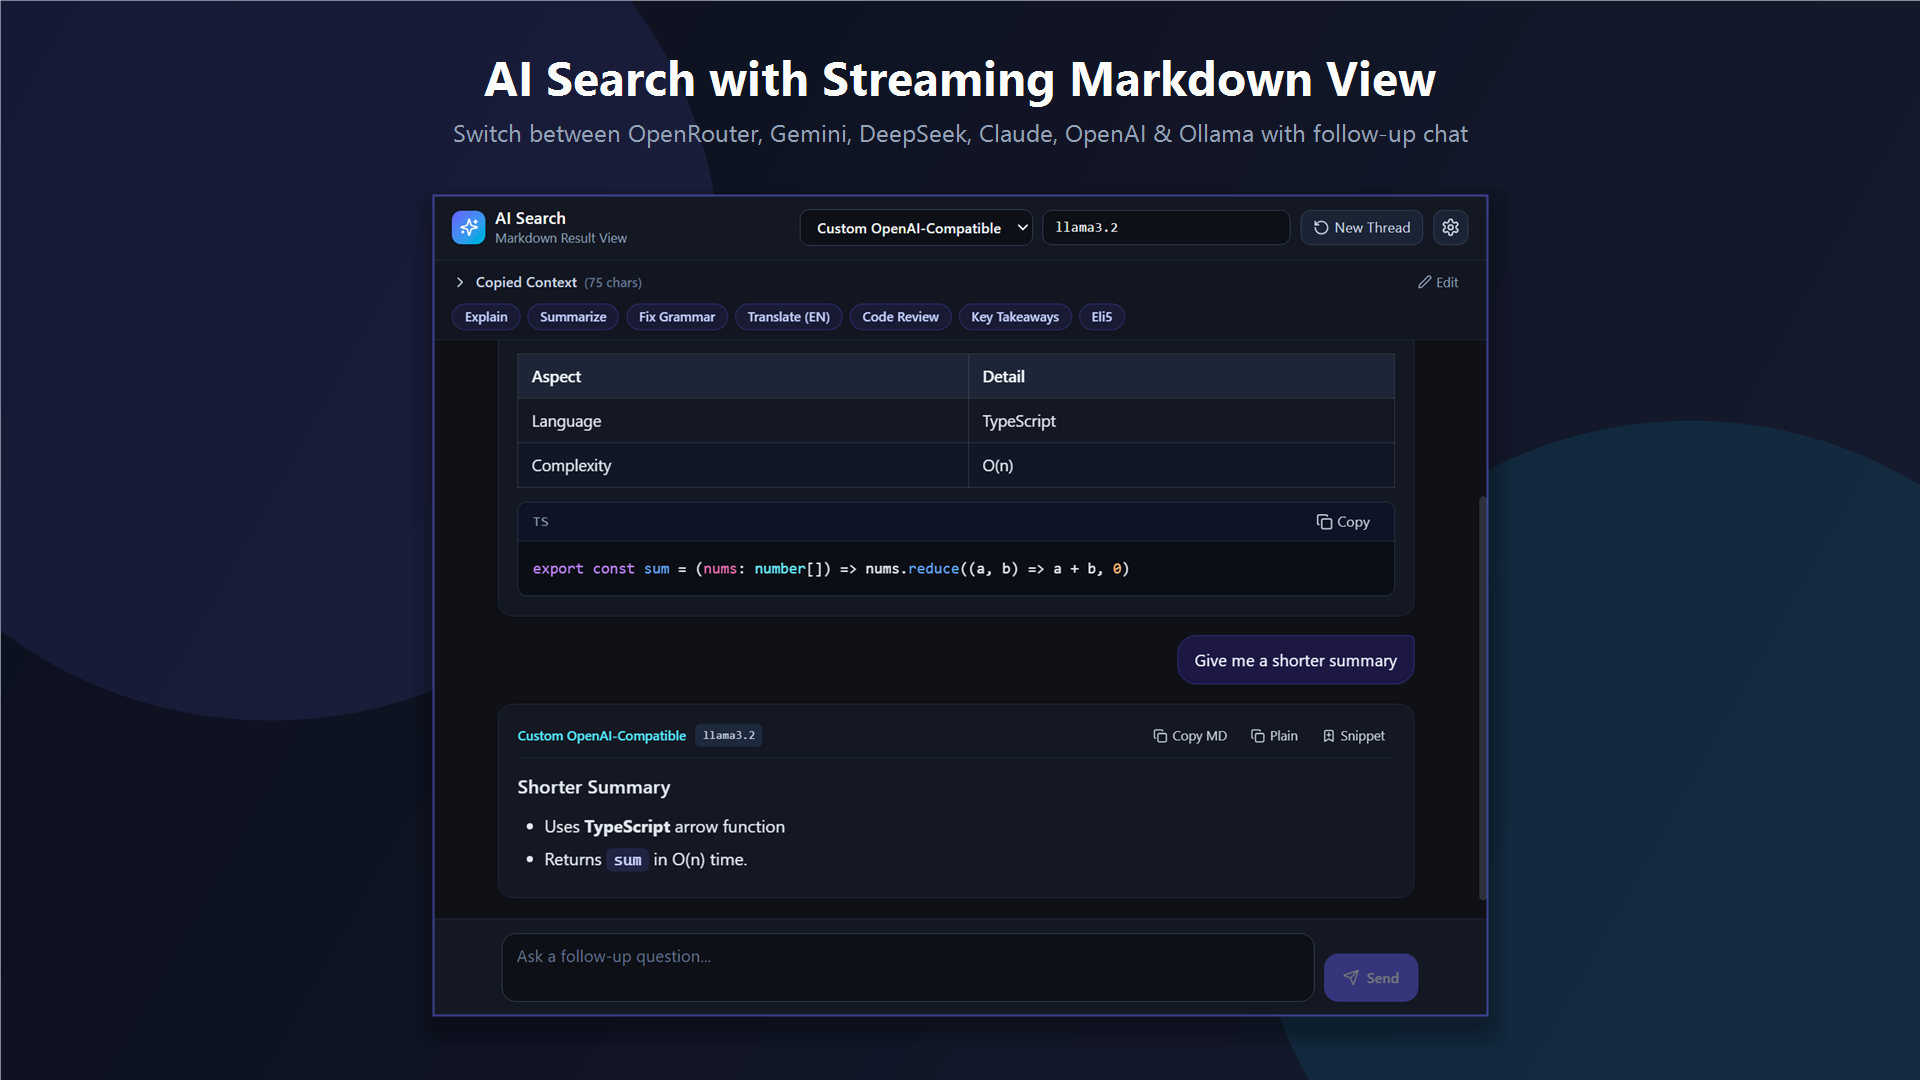 AI Search with Streaming Markdown View
Switch between OpenRouter, Gemini, DeepSeek, Claude, OpenAI & Ollama with follow-up chat
AI Search
Markdown Result View
Custom OpenAI-Compatible
llama3.2
New Thread
Copied Context (75 chars)
Edit
Explain
Summarize
Fix Grammar
Translate (EN)
Code Review
Key Takeaways
Eli5
Aspect Detail
Language TypeScript
Complexity O(n)
TS
Copy
export const sum = (nums: number[]) => nums.reduce((a, b) => a + b, 0)
Give me a shorter summary
Custom OpenAI-Compatible llama3.2
Copy MD
Plain
Snippet
Shorter Summary
• Uses TypeScript arrow function
• Returns sum in O(n) time.
Ask a follow-up question...
Send